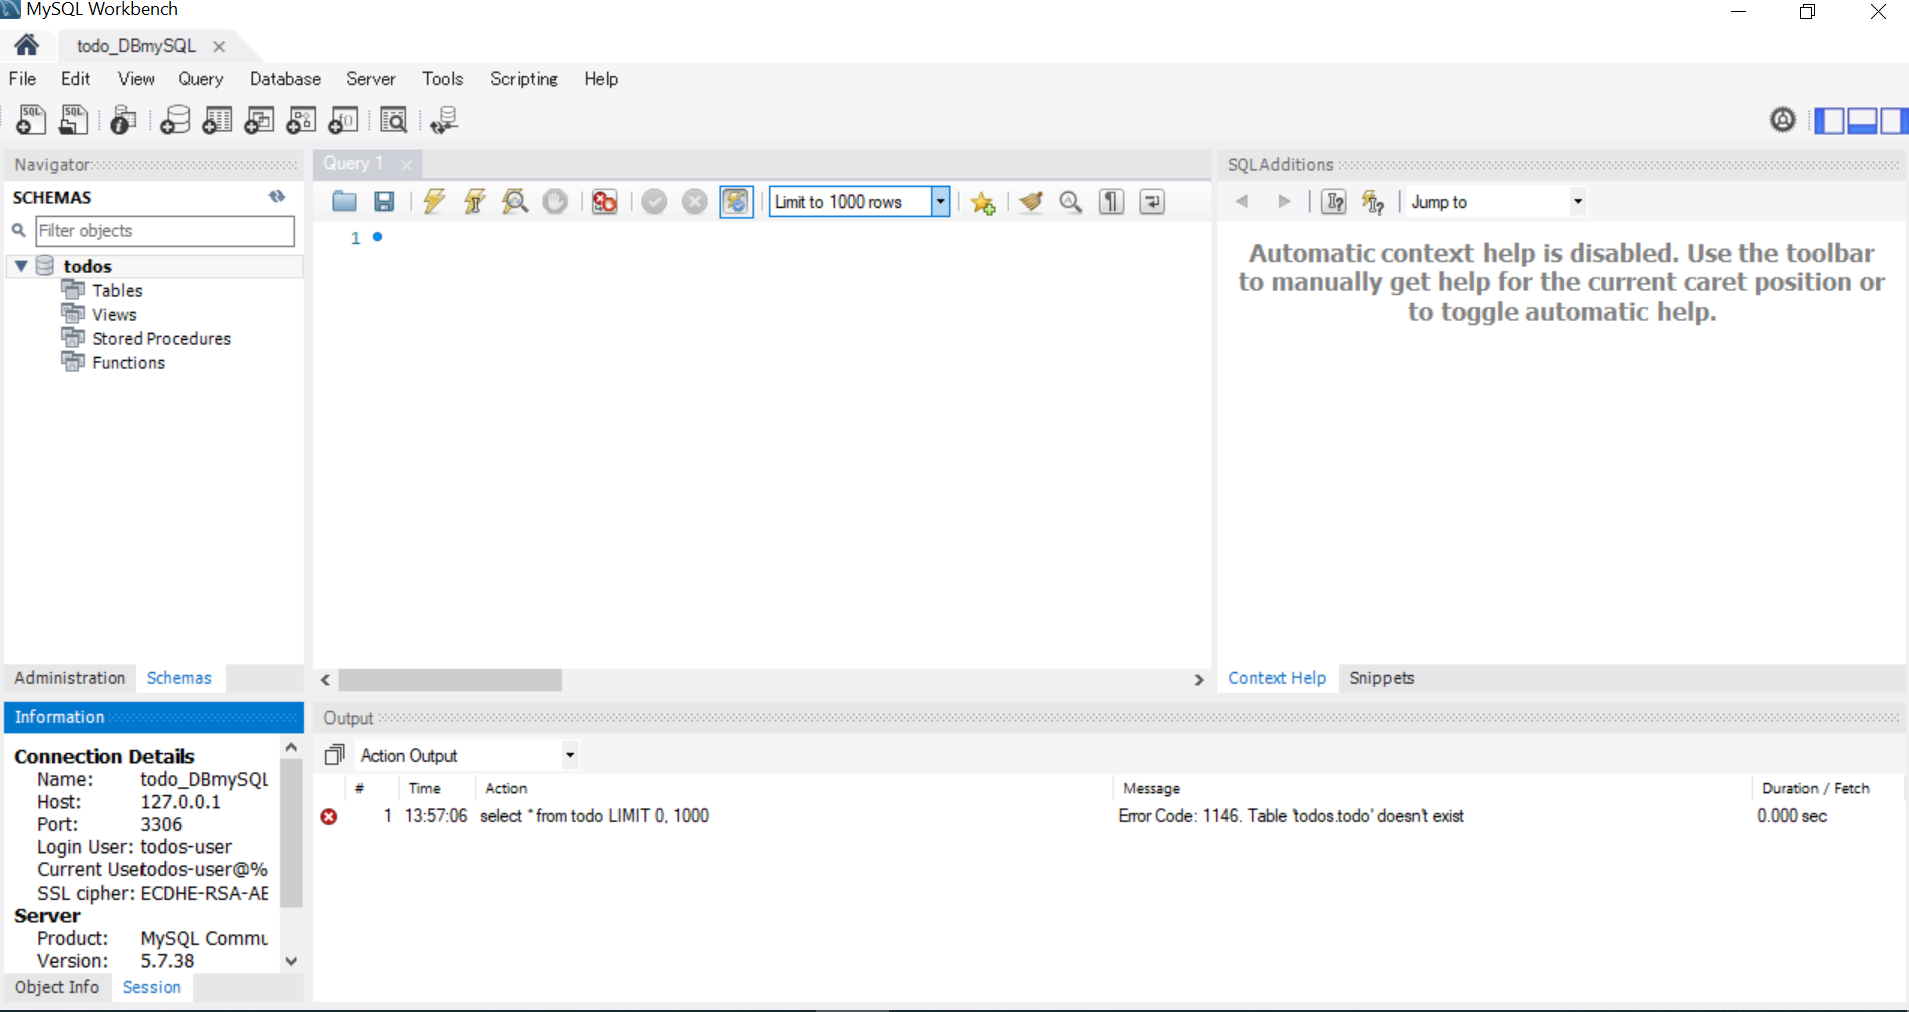 MySQL Workbench
todo_DBmySQL
File Edit View Query Database Server Tools Scripting Help
Navigator
SCHEMAS
Filter objects
todos
Tables
Views
Stored Procedures
Functions
Administration Schemas
Query 1
Limit to 1000 rows
1
SQLAdditions
Jump to
Automatic context help is disabled. Use the toolbar
to manually get help for the current caret position or
to toggle automatic help.
Context Help Snippets
Information
Connection Details
Name: todo_DBmySQL
Host: 127.0.0.1
Port: 3306
Login User: todos-user
Current User todos-user@%
SSL cipher: ECDHE-RSA-AE
Server
Product: MySQL Commu
Version: 5.7.38
Object Info Session
Output
Action Output
# Time Action Message Duration / Fetch
1 13:57:06 select * from todo LIMIT 0, 1000 Error Code: 1146. Table 'todos.todo' doesn't exist 0.000 sec